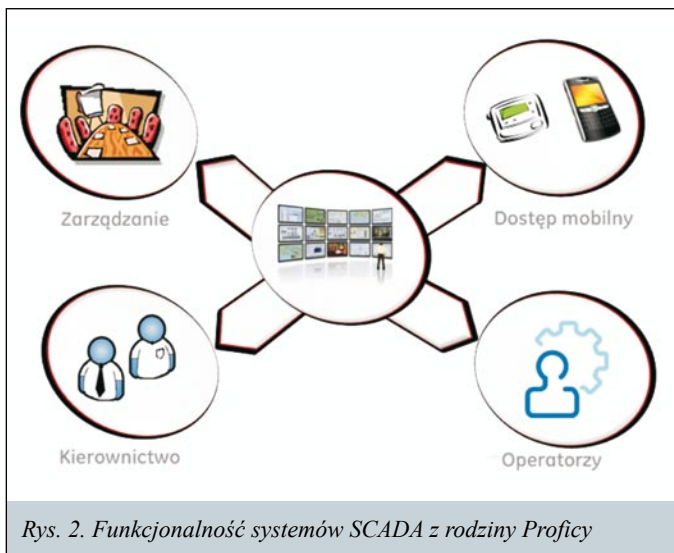 Zarządzanie
Dostęp mobilny
Kierownictwo
Operatorzy
Rys. 2. Funkcjonalność systemów SCADA z rodziny Proficy